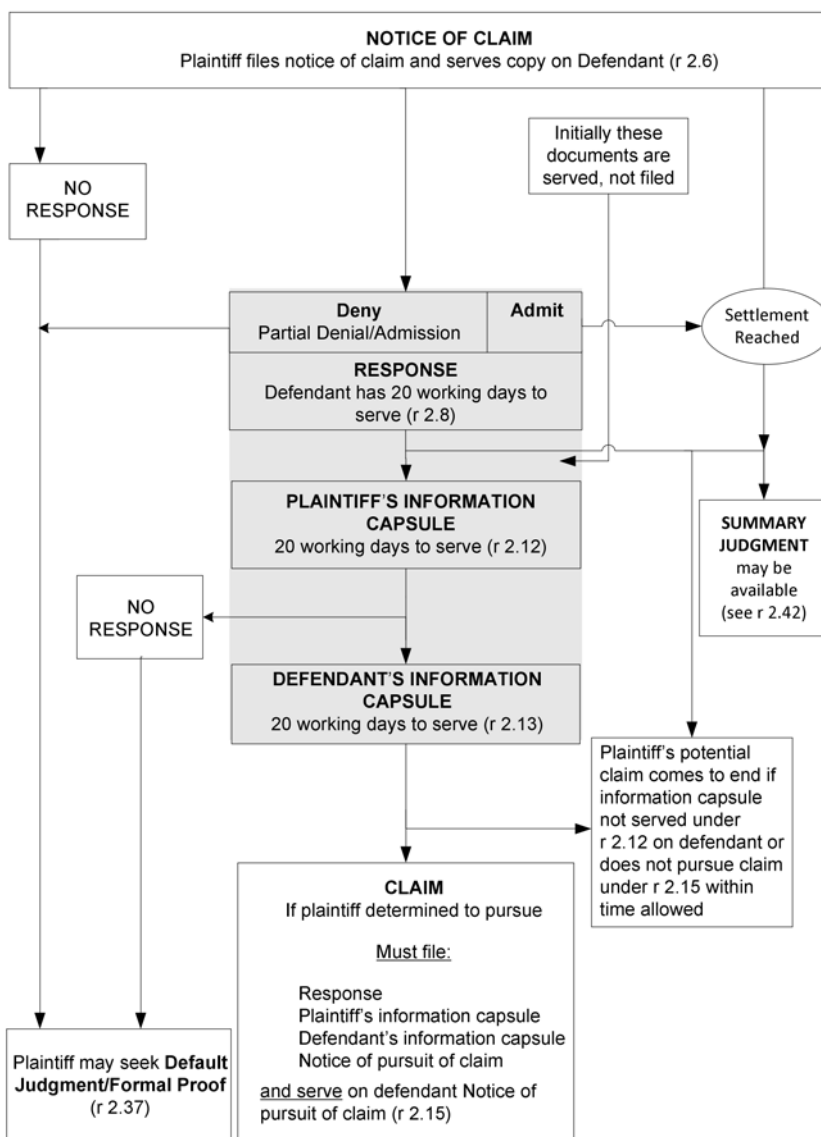 NOTICE OF CLAIM
Plaintiff files notice of claim and serves copy on Defendant (r 2.6)
Initially these
documents are
served, not filed
NO
RESPONSE
Deny
Partial Denial/Admission
Admit
Settlement
Reached
RESPONSE
Defendant has 20 working days to
serve (r 2.8)
PLAINTIFF'S INFORMATION
CAPSULE
20 working days to serve (r 2.12)
SUMMARY
JUDGMENT
may be
available
(see r 2.42)
NO
RESPONSE
DEFENDANT'S INFORMATION
CAPSULE
20 working days to serve (r 2.13)
Plaintiff's potential
claim comes to end if
information capsule
not served under
r 2.12 on defendant or
does not pursue claim
under r 2.15 within
time allowed
CLAIM
If plaintiff determined to pursue
Must file:
Response
Plaintiff's information capsule
Defendant's information capsule
Notice of pursuit of claim
and serve on defendant Notice of
pursuit of claim (r 2.15)
Plaintiff may seek Default
Judgment/Formal Proof
(r 2.37)